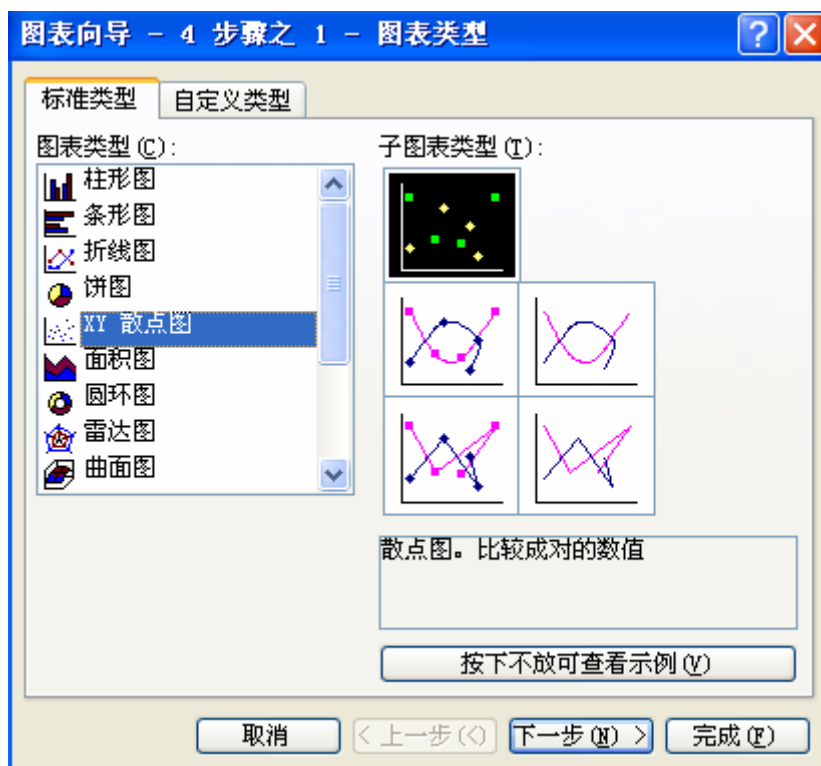 图表向导 - 4 步骤之 1 - 图表类型
标准类型
自定义类型
图表类型(C):
柱形图
条形图
折线图
饼图
XY 散点图
面积图
圆环图
雷达图
曲面图
子图表类型(T):
散点图。比较成对的数值
按下不放可查看示例(V)
取消
< 上一步(<)
下一步(N) >
完成(F)